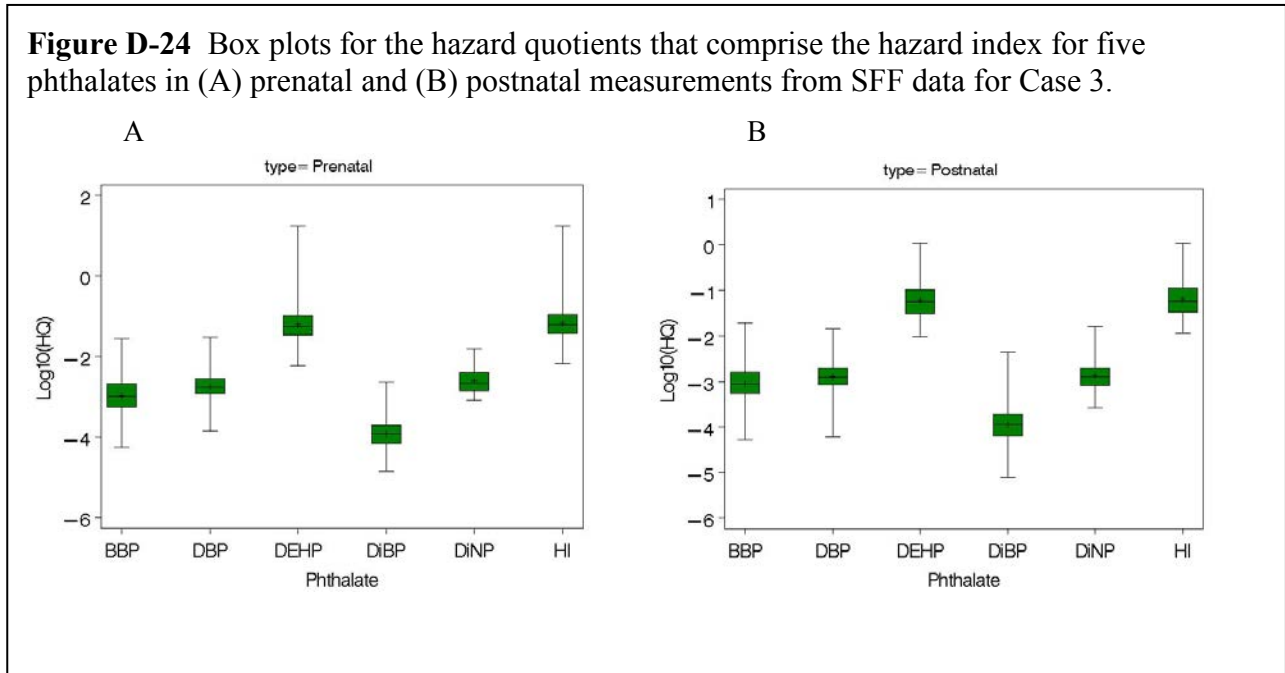 Figure D-24 Box plots for the hazard quotients that comprise the hazard index for five
phthalates in (A) prenatal and (B) postnatal measurements from SFF data for Case 3.
A
type= Prenatal
Log10(HQ)
2
0
−2
−4
−6
BBP DBP DEHP DiBP DiNP HI
Phthalate
B
type= Postnatal
Log10(HQ)
1
0
−1
−2
−3
−4
−5
−6
BBP DBP DEHP DiBP DiNP HI
Phthalate